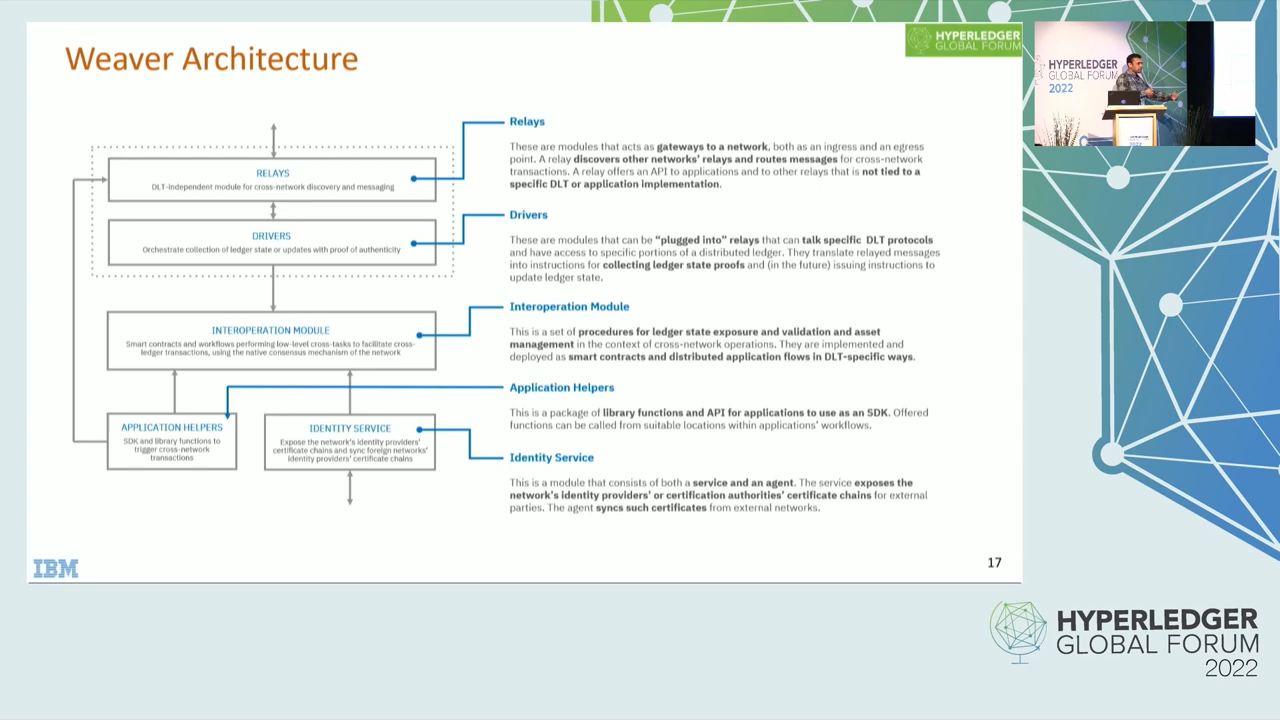 Weaver Architecture
HYPERLEDGER
GLOBAL FORUM
HYPERLEDGER
GLOBAL FORUM
2022
RELAYS
DLT-independent module for cross-network discovery and messaging
DRIVERS
Orchestrate collection of ledger state or updates with proof of authenticity
INTEROPERATION MODULE
Smart contracts and workflows performing low-level cross-tasks to facilitate cross-
ledger transactions, using the native consensus mechanism of the network
APPLICATION HELPERS
SDK and library functions to
trigger cross-network
transactions
IDENTITY SERVICE
Expose the network's identity providers'
certificate chains and sync foreign networks'
identity providers' certificate chains
Relays
These are modules that acts as gateways to a network, both as an ingress and an egress
point. A relay discovers other networks' relays and routes messages for cross-network
transactions. A relay offers an API to applications and to other relays that is not tied to a
specific DLT or application implementation.
Drivers
These are modules that can be "plugged into" relays that can talk specific DLT protocols
and have access to specific portions of a distributed ledger. They translate relayed messages
into instructions for collecting ledger state proofs and (in the future) issuing instructions to
update ledger state.
Interoperation Module
This is a set of procedures for ledger state exposure and validation and asset
management in the context of cross-network operations. They are implemented and
deployed as smart contracts and distributed application flows in DLT-specific ways.
Application Helpers
This is a package of library functions and API for applications to use as an SDK. Offered
functions can be called from suitable locations within applications' workflows.
Identity Service
This is a module that consists of both a service and an agent. The service exposes the
network's identity providers' or certification authorities' certificate chains for external
parties. The agent syncs such certificates from external networks.
IBM
17
HYPERLEDGER
GLOBAL FORUM
2022